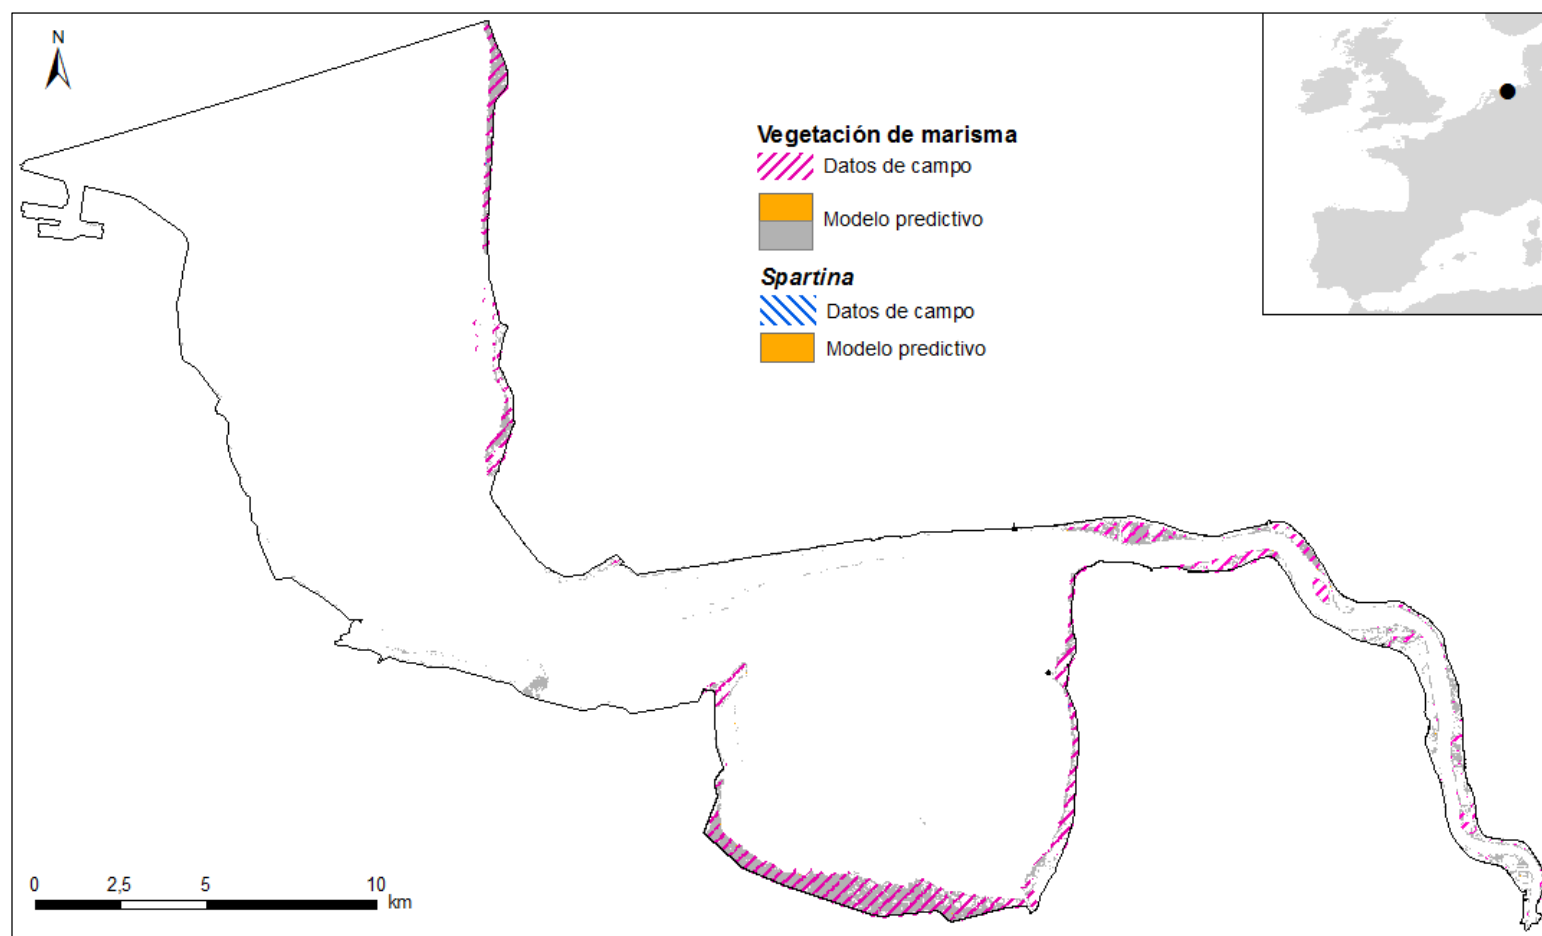 N
Vegetación de marisma
Datos de campo
Modelo predictivo
Spartina
Datos de campo
Modelo predictivo
0 2,5 5 10
km